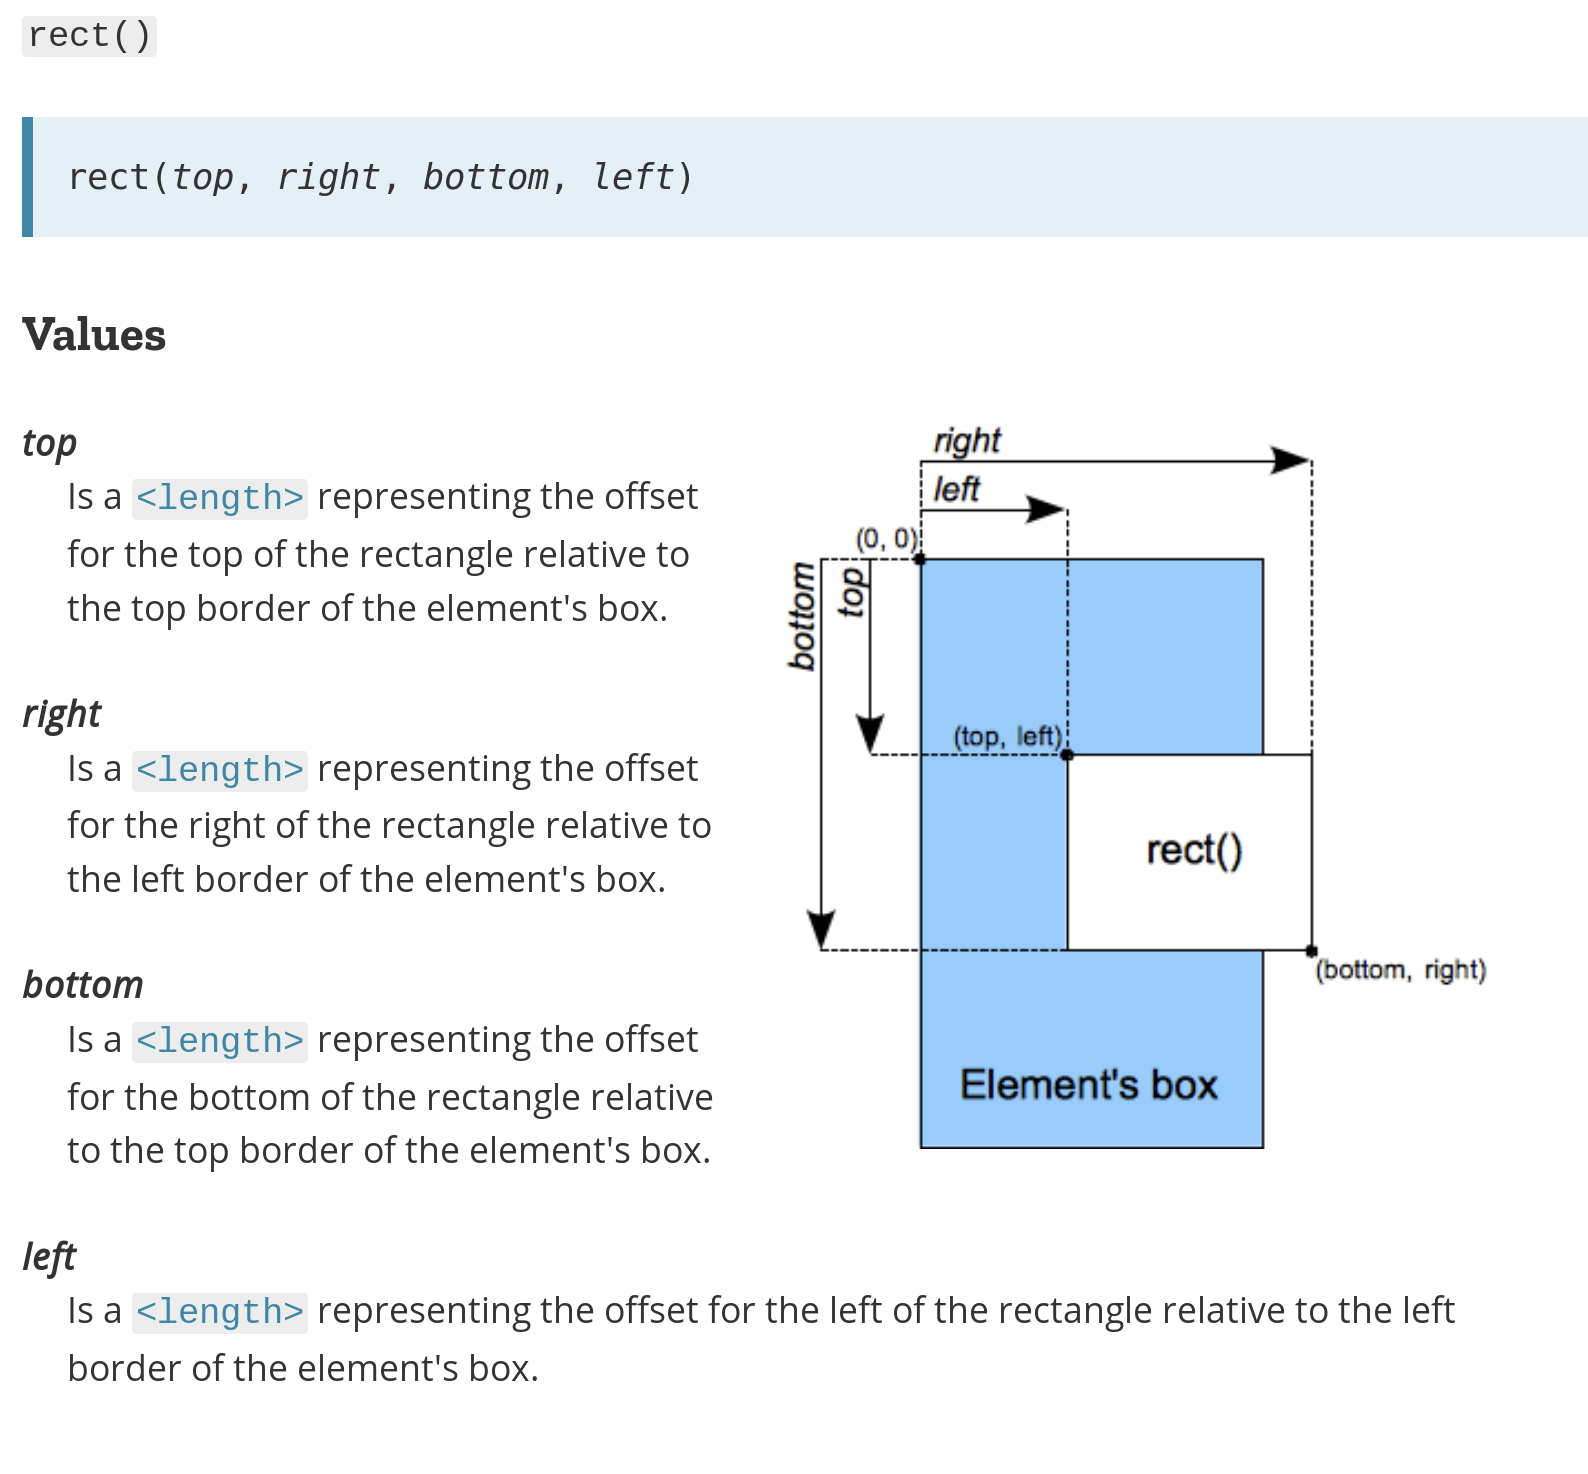 rect()
rect(top, right, bottom, left)
Values
top
Is a <length> representing the offset
for the top of the rectangle relative to
the top border of the element's box.
right
Is a <length> representing the offset
for the right of the rectangle relative to
the left border of the element's box.
bottom
Is a <length> representing the offset
for the bottom of the rectangle relative
to the top border of the element's box.
right
left
(0, 0)
bottom
top
(top, left)
rect()
(bottom, right)
Element's box
left
Is a <length> representing the offset for the left of the rectangle relative to the left
border of the element's box.